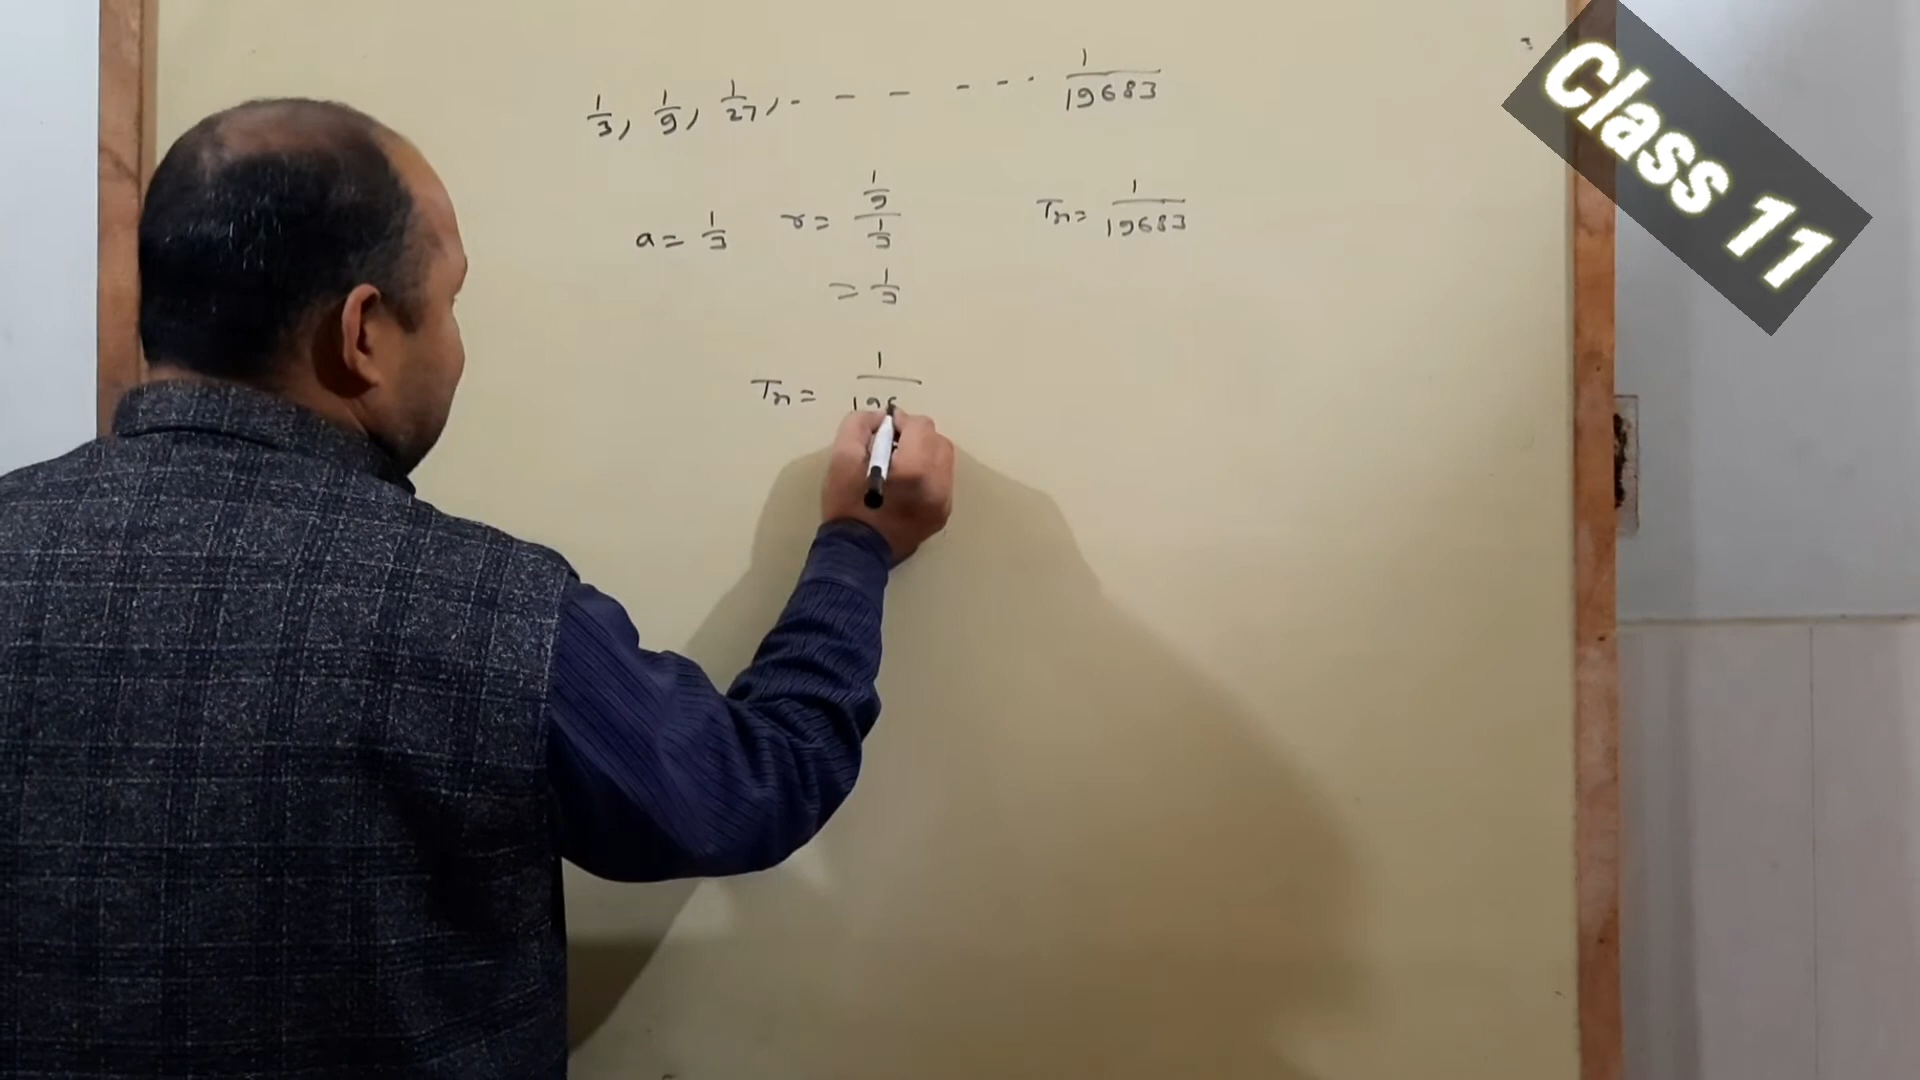 1/3, 1/9, 1/27, - - - - - - · 1/19683
a = 1/3 r = (1/9)/(1/3) Tn = 1/19683
= 1/3
Tn = 1/196
Class 11